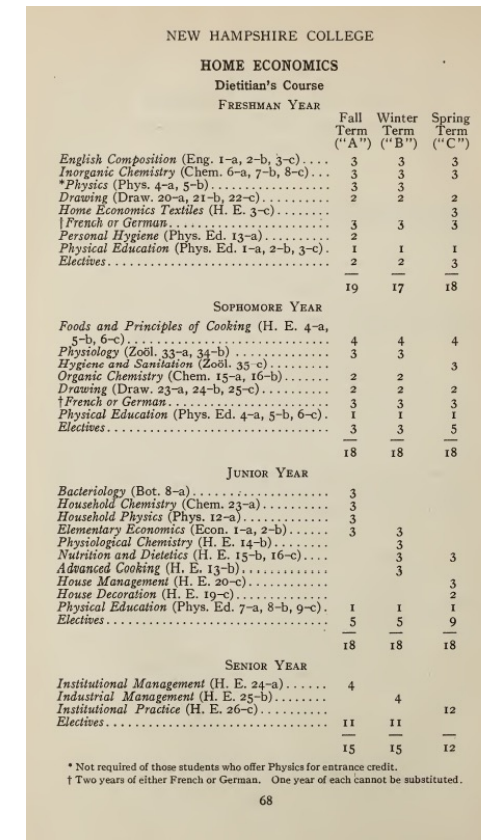 NEW HAMPSHIRE COLLEGE
HOME ECONOMICS
Dietitian's Course
FRESHMAN YEAR
Fall Winter Spring
Term Term Term
("A") ("B") ("C")
English Composition (Eng. 1-a, 2-b, 3-c).... 3 3 3
Inorganic Chemistry (Chem. 6-a, 7-b, 8-c)... 3 3 3
*Physics (Phys. 4-a, 5-b).................. 3 3
Drawing (Draw. 20-a, 21-b, 22-c).......... 2 2 2
Home Economics Textiles (H. E. 3-c)........ 3
†French or German........................ 3 3 3
Personal Hygiene (Phys. Ed. 13-a).......... 2
Physical Education (Phys. Ed. 1-a, 2-b, 3-c). 1 1 1
Electives................................. 2 2 3
19 17 18
SOPHOMORE YEAR
Foods and Principles of Cooking (H. E. 4-a,
5-b, 6-c).............................. 4 4 4
Physiology (Zoöl. 33-a, 34-b) .............. 3 3
Hygiene and Sanitation (Zoöl. 35-c)......... 3
Organic Chemistry (Chem. 15-a, 16-b)....... 2 2
Drawing (Draw. 23-a, 24-b, 25-c).......... 2 2 2
†French or German........................ 3 3 3
Physical Education (Phys. Ed. 4-a, 5-b, 6-c). 1 1 1
Electives................................. 3 3 5
18 18 18
JUNIOR YEAR
Bacteriology (Bot. 8-a).................... 3
Household Chemistry (Chem. 23-a).......... 3
Household Physics (Phys. 12-a)............. 3
Elementary Economics (Econ. 1-a, 2-b)...... 3 3
Physiological Chemistry (H. E. 14-b)........ 3
Nutrition and Dietetics (H. E. 15-b, 16-c).... 3 3
Advanced Cooking (H. E. 13-b)............. 3
House Management (H. E. 20-c)............ 3
House Decoration (H. E. 19-c).............. 2
Physical Education (Phys. Ed. 7-a, 8-b, 9-c). 1 1 1
Electives................................. 5 5 9
18 18 18
SENIOR YEAR
Institutional Management (H. E. 24-a)...... 4
Industrial Management (H. E. 25-b)........ 4
Institutional Practice (H. E. 26-c).......... 12
Electives................................. 11 11
15 15 12
* Not required of those students who offer Physics for entrance credit.
† Two years of either French or German. One year of each cannot be substituted.
68